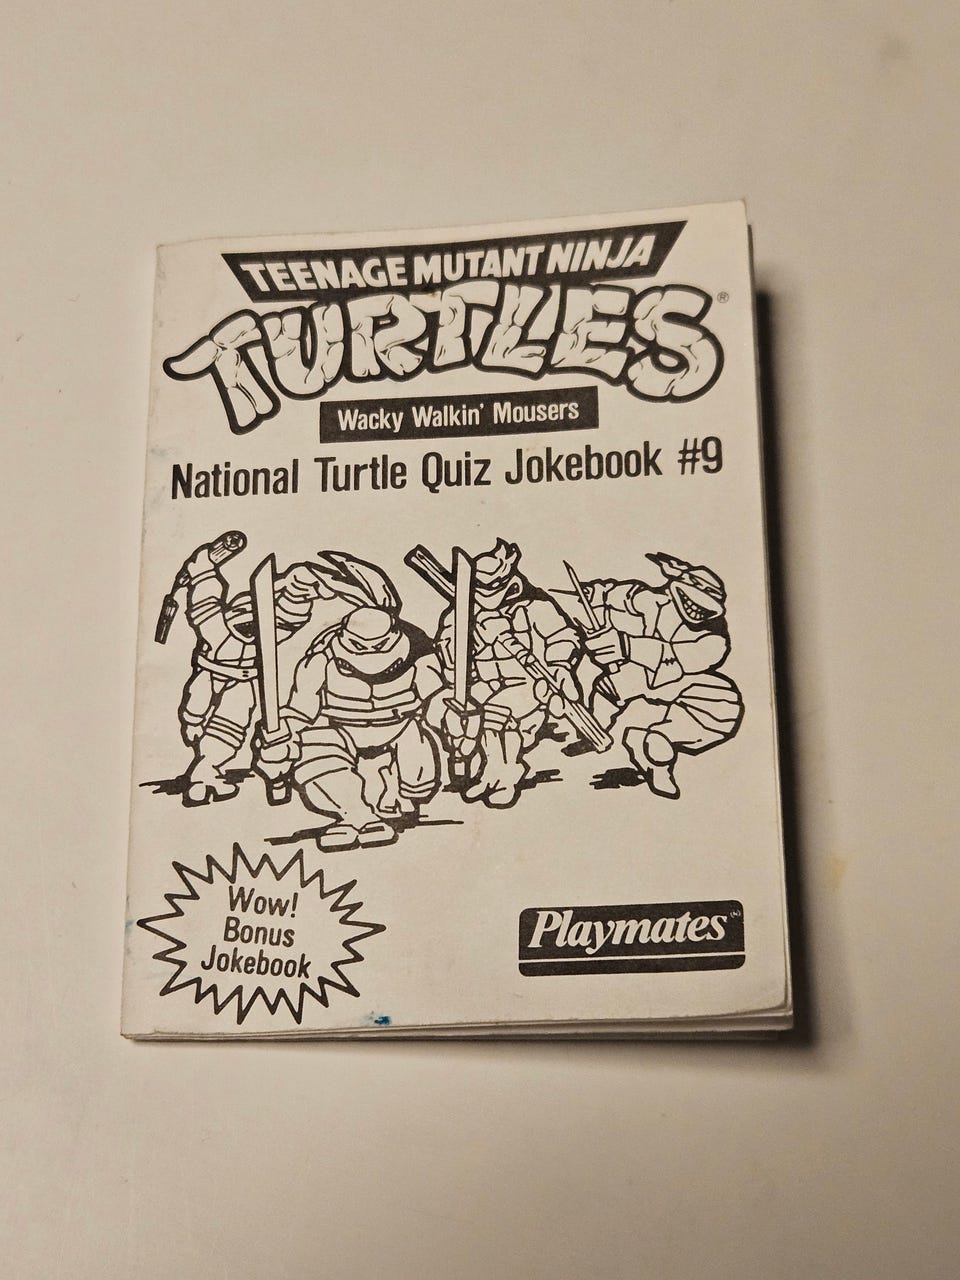 TEENAGE MUTANT NINJA
TURTLES®
Wacky Walkin' Mousers
National Turtle Quiz Jokebook #9
Wow!
Bonus
Jokebook
Playmates